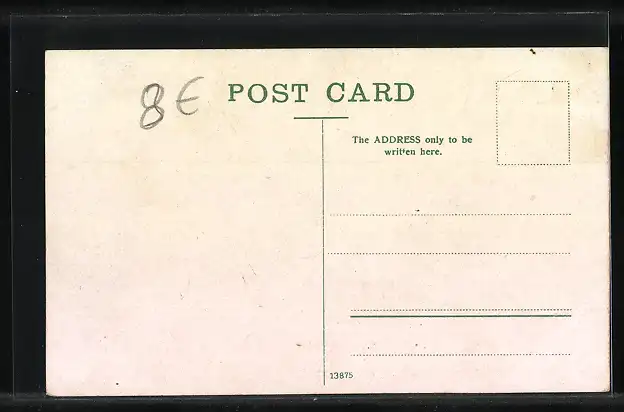 8€
POST CARD
The ADDRESS only to be
written here.
13875